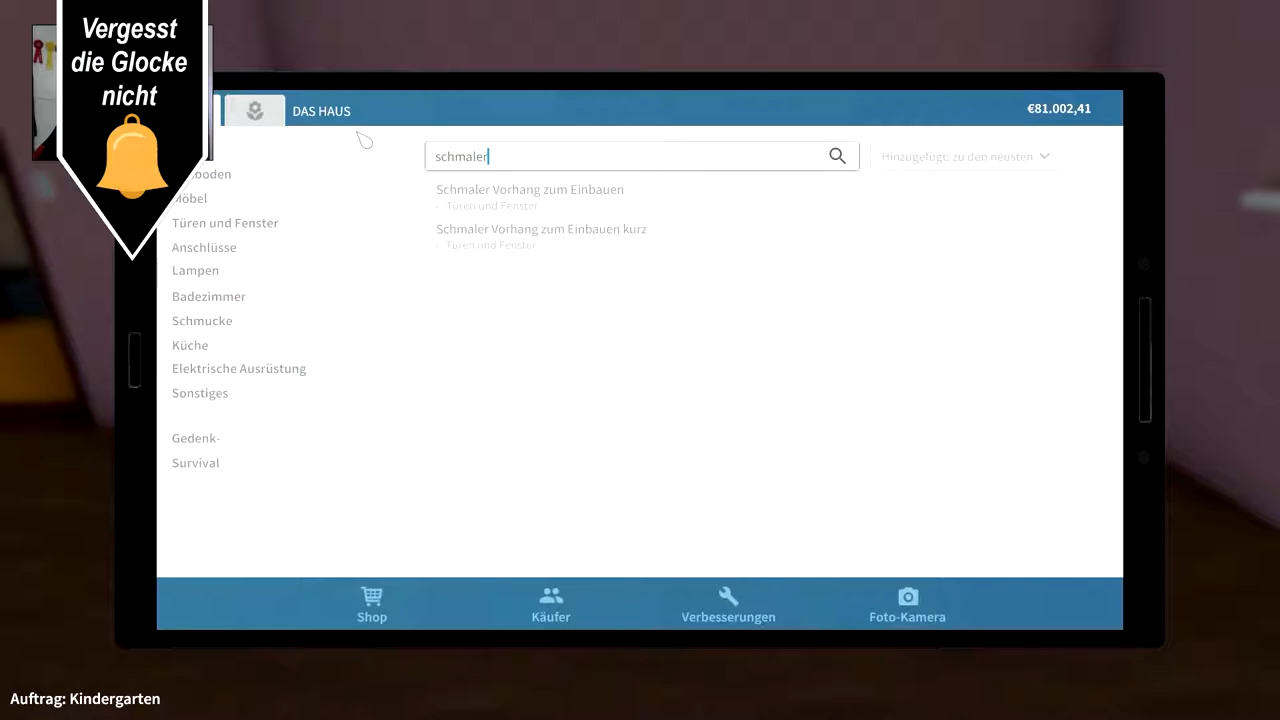 Vergesst
die Glocke
nicht
DAS HAUS
€81.002,41
schmaler
Hinzugefügt: zu den neusten
Schmaler Vorhang zum Einbauen
- Türen und Fenster
Schmaler Vorhang zum Einbauen kurz
- Türen und Fenster
Türen und Fenster
Anschlüsse
Lampen
Badezimmer
Schmucke
Küche
Elektrische Ausrüstung
Sonstiges
Gedenk-
Survival
Shop
Käufer
Verbesserungen
Foto-Kamera
Auftrag: Kindergarten